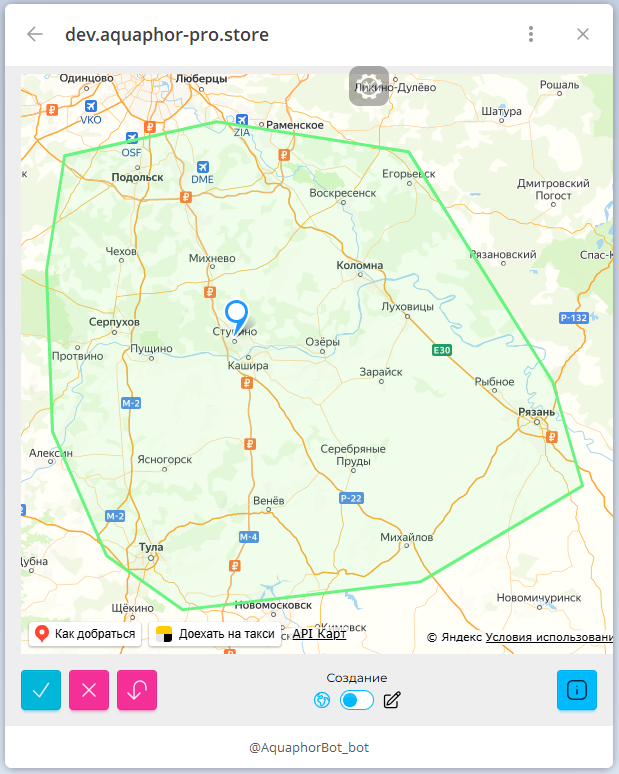 dev.aquaphor-pro.store
Одинцово
Люберцы
Ликино-Дулёво
Рошаль
VKO
Шатура
ZIA
Раменское
OSF
Подольск
DME
Егорьевск
Воскресенск
Дмитровский
Погост
Чехов
Михнево
Коломна
Рязановский
Спас-К
Луховицы
Серпухов
Ступино
Озёры
Р-132
Протвино
Пущино
Кашира
E30
Зарайск
Рыбное
М-2
Рязань
Алексин
Ясногорск
Серебряные
Пруды
Венёв
Р-22
М-2
М-4
Михайлов
Тула
Дубна
Новомичуринск
Щёкино
Новомосковск
Кимовск
Как добраться
Доехать на такси
API Карт
© Яндекс Условия использовани
Создание
@AquaphorBot_bot